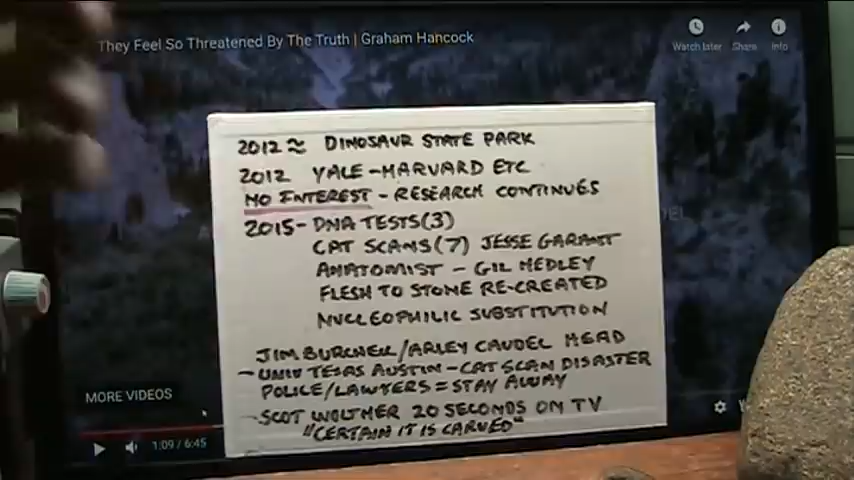 They Feel So Threatened By The Truth | Graham Hancock
Watch later
Share
Info
2012 ≈ DINOSAUR STATE PARK
2012 YALE-HARVARD ETC
NO INTEREST - RESEARCH CONTINUES
2015- DNA TESTS(3)
CAT SCANS(7) JESSE GARANT
ANATOMIST - GIL HEDLEY
FLESH TO STONE RE-CREATED
NUCLEOPHILIC SUBSTITUTION
JIM BURCHELL/ARLEY CAUDEL HEAD
- UNIV TEXAS AUSTIN - CAT SCAN DISASTER
POLICE/LAWYERS = STAY AWAY
- SCOT WOLTHER 20 SECONDS ON TV
"CERTAIN IT IS CARVED"
MORE VIDEOS
1:09 / 6:45